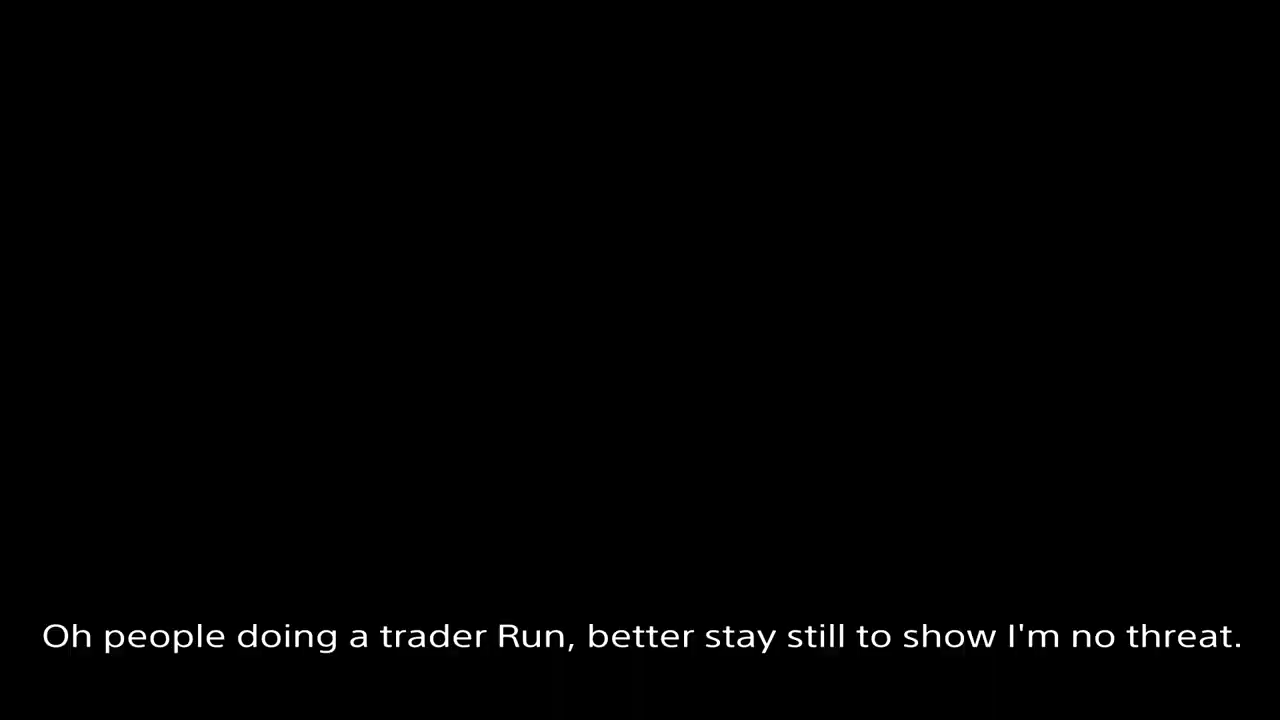 Oh people doing a trader Run, better stay still to show I'm no threat.